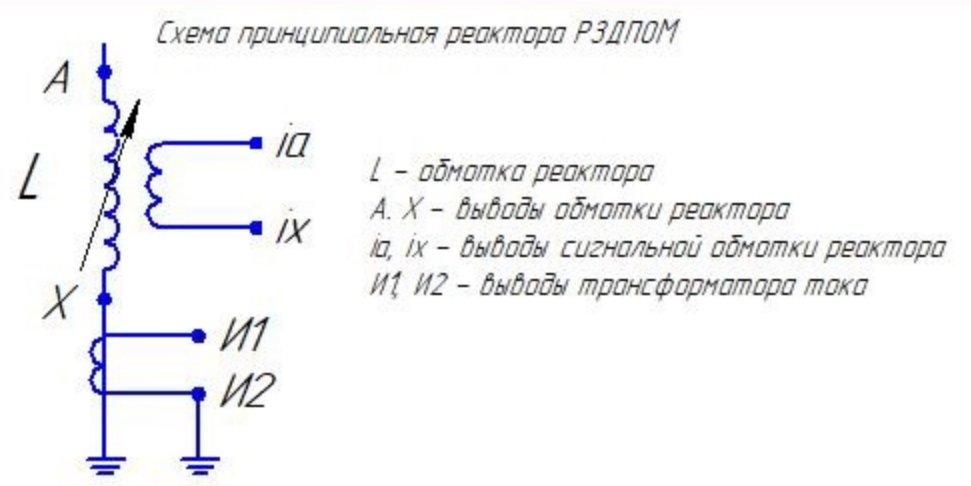 Схема принципиальная реактора РЗДПОМ
A
L
ia
ix
X
И1
И2
L – обмотка реактора
A. X – выводы обмотки реактора
ia, ix – выводы сигнальной обмотки реактора
И1, И2 – выводы трансформатора тока